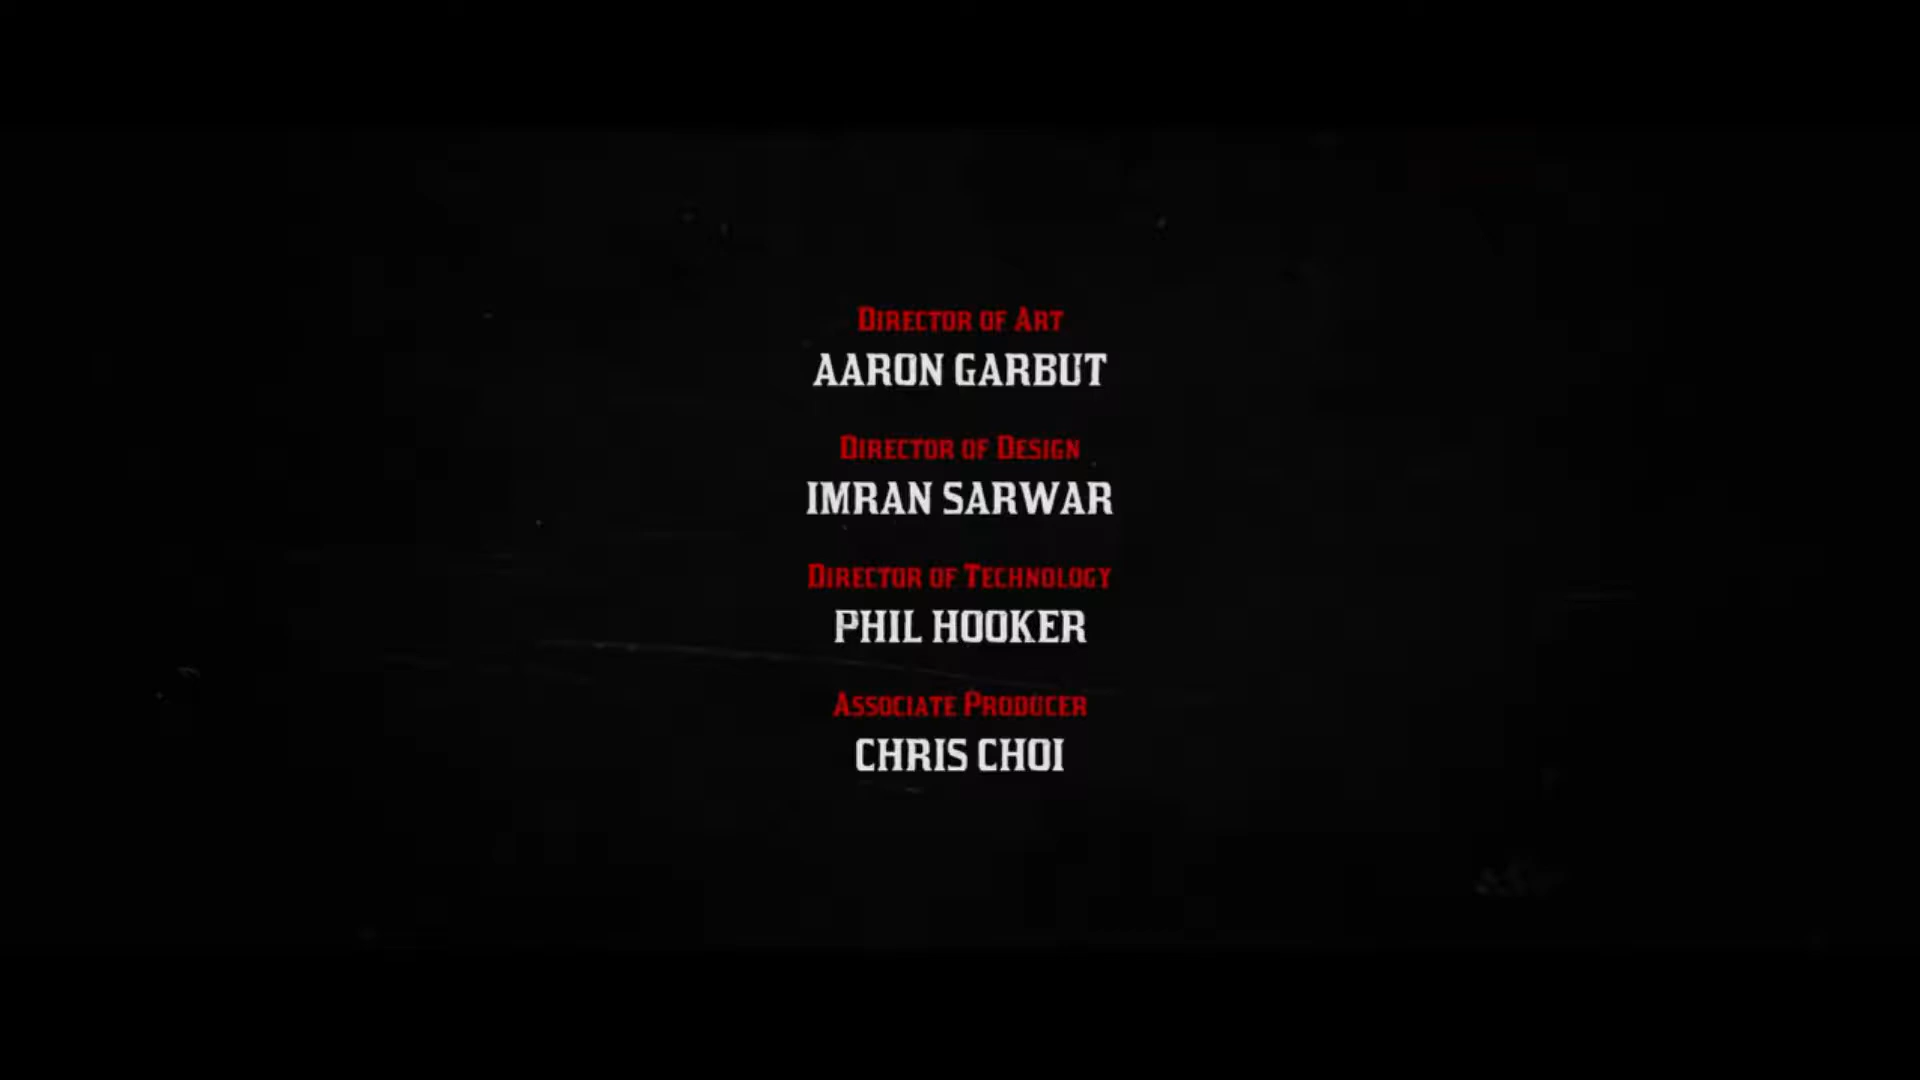 Director of Art
AARON GARBUT
Director of Design
IMRAN SARWAR
Director of Technology
PHIL HOOKER
Associate Producer
CHRIS CHOI